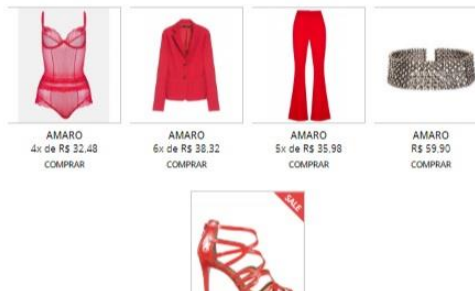 AMARO
4x de R$ 32,48
COMPRAR
AMARO
6x de R$ 38,32
COMPRAR
AMARO
5x de R$ 35,98
COMPRAR
AMARO
R$ 59,90
COMPRAR
SALE